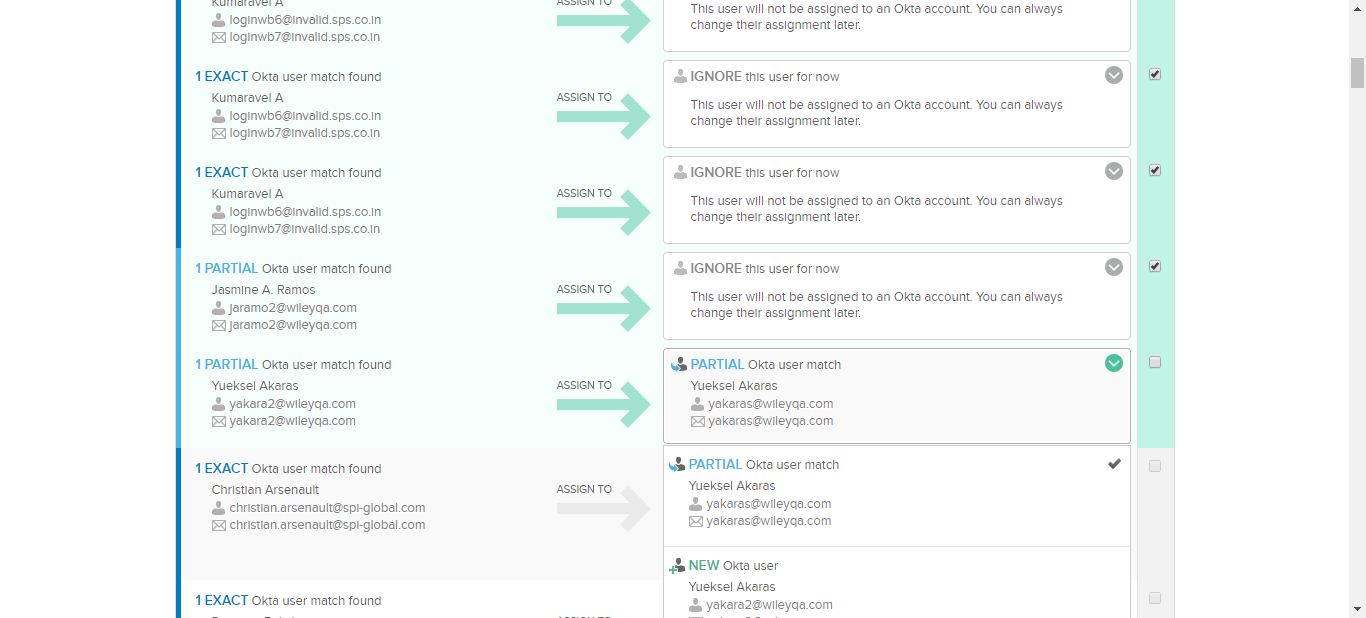 Kumaravel A
loginwb6@invalid.sps.co.in
loginwb7@invalid.sps.co.in
ASSIGN TO
This user will not be assigned to an Okta account. You can always
change their assignment later.
1 EXACT Okta user match found
Kumaravel A
loginwb6@invalid.sps.co.in
loginwb7@invalid.sps.co.in
ASSIGN TO
IGNORE this user for now
This user will not be assigned to an Okta account. You can always
change their assignment later.
1 EXACT Okta user match found
Kumaravel A
loginwb6@invalid.sps.co.in
loginwb7@invalid.sps.co.in
ASSIGN TO
IGNORE this user for now
This user will not be assigned to an Okta account. You can always
change their assignment later.
1 PARTIAL Okta user match found
Jasmine A. Ramos
jaramo2@wileyqa.com
jaramo2@wileyqa.com
ASSIGN TO
IGNORE this user for now
This user will not be assigned to an Okta account. You can always
change their assignment later.
1 PARTIAL Okta user match found
Yueksel Akaras
yakara2@wileyqa.com
yakara2@wileyqa.com
ASSIGN TO
PARTIAL Okta user match
Yueksel Akaras
yakaras@wileyqa.com
yakaras@wileyqa.com
1 EXACT Okta user match found
Christian Arsenault
christian.arsenault@spi-global.com
christian.arsenault@spi-global.com
ASSIGN TO
PARTIAL Okta user match
Yueksel Akaras
yakaras@wileyqa.com
yakaras@wileyqa.com
1 EXACT Okta user match found
NEW Okta user
Yueksel Akaras
yakara2@wileyqa.com